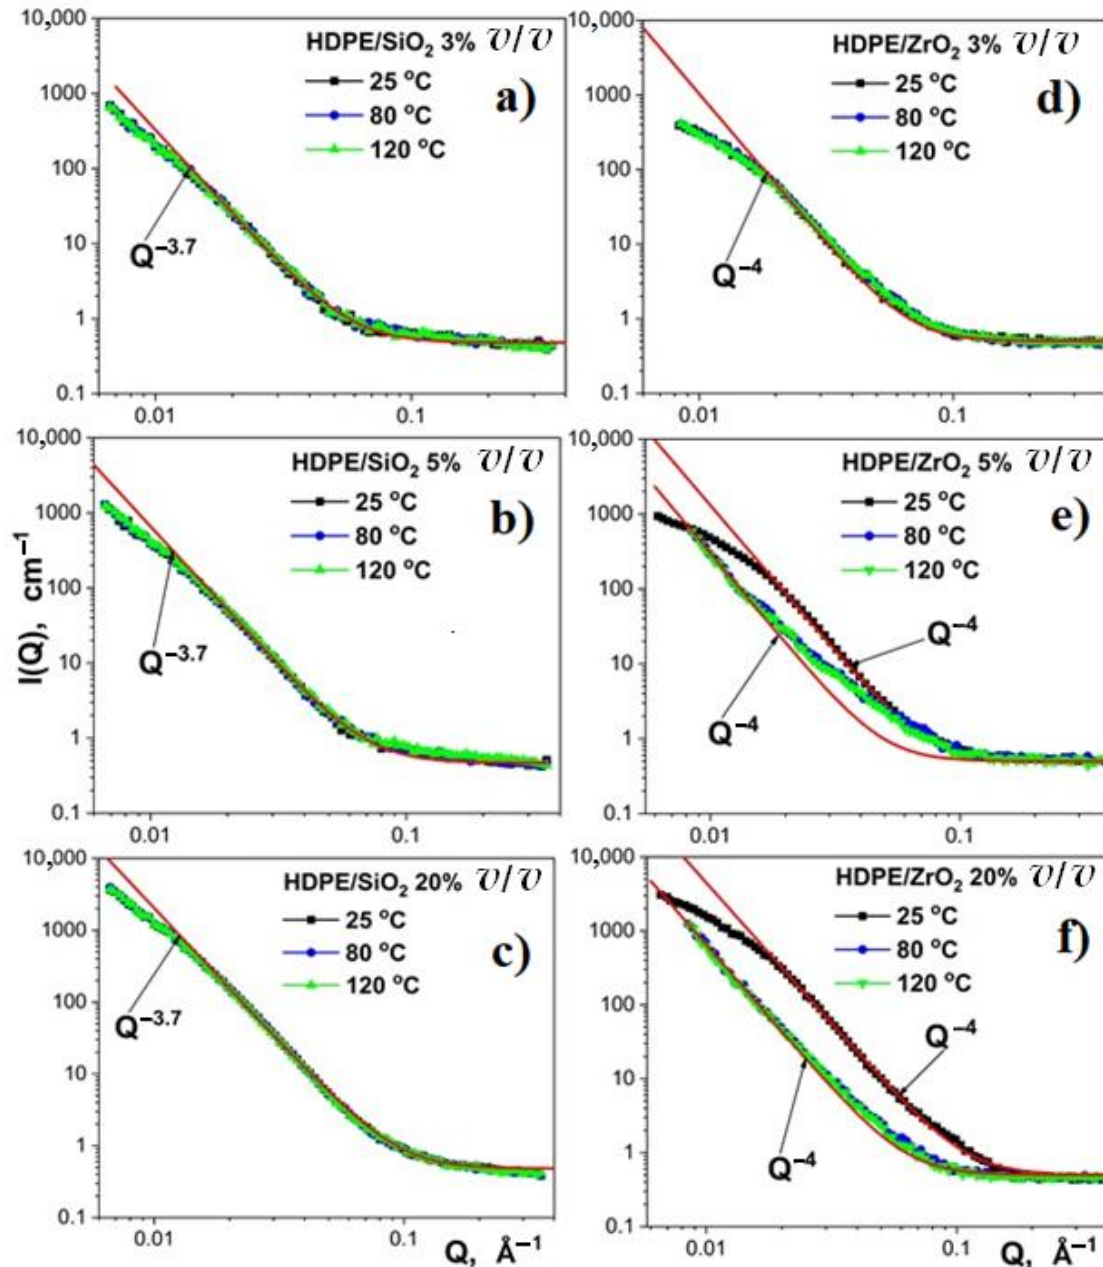 10,000
1000
100
10
1
0.1
0.01
0.1
HDPE/SiO₂ 3% v/v
25 °C
80 °C
120 °C
a)
Q⁻³·⁷
10,000
1000
100
10
1
0.1
0.01
0.1
HDPE/ZrO₂ 3% v/v
25 °C
80 °C
120 °C
d)
Q⁻⁴
I(Q), cm⁻¹
10,000
1000
100
10
1
0.1
0.01
0.1
HDPE/SiO₂ 5% v/v
25 °C
80 °C
120 °C
b)
Q⁻³·⁷
10,000
1000
100
10
1
0.1
0.01
0.1
HDPE/ZrO₂ 5% v/v
25 °C
80 °C
120 °C
e)
Q⁻⁴
Q⁻⁴
10,000
1000
100
10
1
0.1
0.01
0.1
HDPE/SiO₂ 20% v/v
25 °C
80 °C
120 °C
c)
Q⁻³·⁷
Q, Å⁻¹
10,000
1000
100
10
1
0.1
0.01
0.1
HDPE/ZrO₂ 20% v/v
25 °C
80 °C
120 °C
f)
Q⁻⁴
Q⁻⁴
Q, Å⁻¹